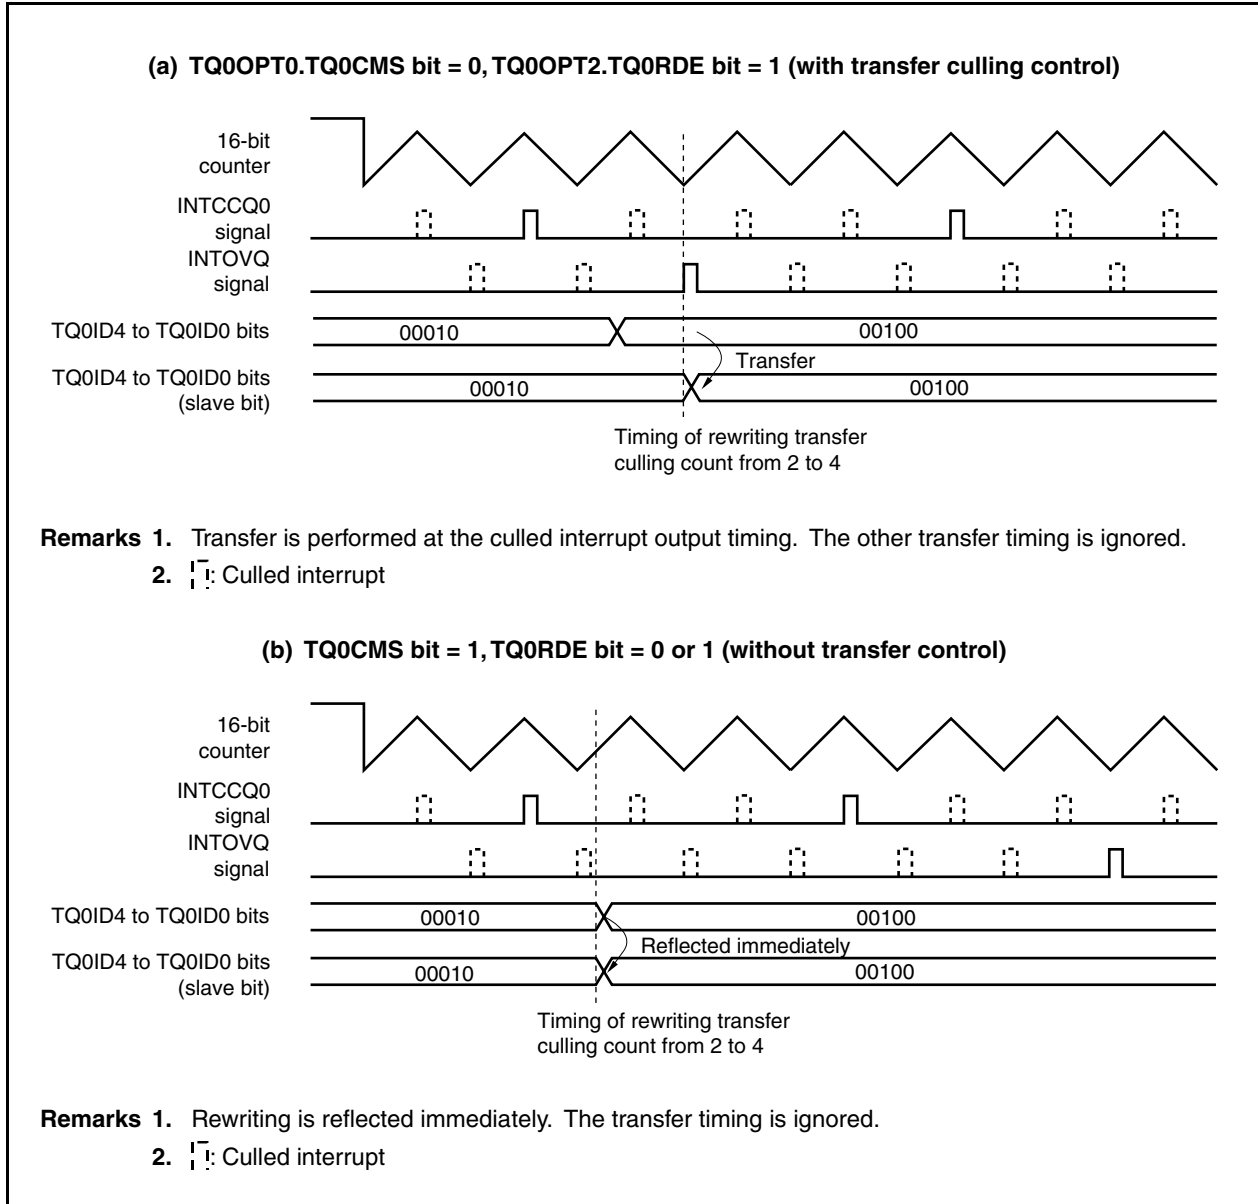 (a) TQ0OPT0.TQ0CMS bit = 0, TQ0OPT2.TQ0RDE bit = 1 (with transfer culling control)
16-bit
counter
INTCCQ0
signal
INTOVQ
signal
TQ0ID4 to TQ0ID0 bits
00010
00100
Transfer
TQ0ID4 to TQ0ID0 bits
(slave bit)
00010
00100
Timing of rewriting transfer
culling count from 2 to 4
Remarks 1. Transfer is performed at the culled interrupt output timing. The other transfer timing is ignored.
2. : Culled interrupt
(b) TQ0CMS bit = 1, TQ0RDE bit = 0 or 1 (without transfer control)
16-bit
counter
INTCCQ0
signal
INTOVQ
signal
TQ0ID4 to TQ0ID0 bits
00010
00100
Reflected immediately
TQ0ID4 to TQ0ID0 bits
(slave bit)
00010
00100
Timing of rewriting transfer
culling count from 2 to 4
Remarks 1. Rewriting is reflected immediately. The transfer timing is ignored.
2. : Culled interrupt